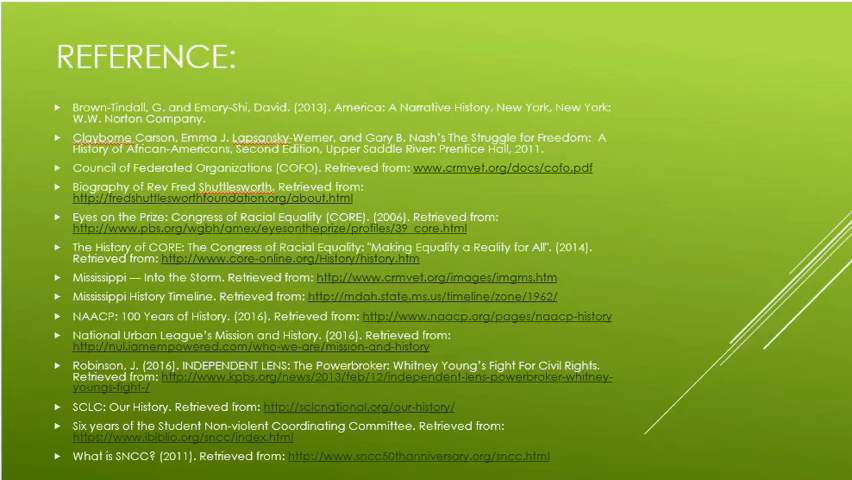 REFERENCE:
Brown-Tindall, G. and Emory-Shi, David. (2013). America: A Narrative History, New York, New York:
W.W. Norton Company.
Clayborne Carson, Emma J. Lapsansky-Werner, and Gary B. Nash's The Struggle for Freedom: A
History of African-Americans, Second Edition, Upper Saddle River: Prentice Hall, 2011.
Council of Federated Organizations (COFO). Retrieved from: www.crmvet.org/docs/cofo.pdf
Biography of Rev Fred Shuttlesworth. Retrieved from:
http://fredshuttlesworthfoundation.org/about.html
Eyes on the Prize: Congress of Racial Equality (CORE). (2006). Retrieved from:
http://www.pbs.org/wgbh/amex/eyesontheprize/profiles/39_core.html
The History of CORE: The Congress of Racial Equality: "Making Equality a Reality for All". (2014).
Retrieved from: http://www.core-online.org/History/history.htm
Mississippi — Into the Storm. Retrieved from: http://www.crmvet.org/images/imgms.htm
Mississippi History Timeline. Retrieved from: http://mdah.state.ms.us/timeline/zone/1962/
NAACP: 100 Years of History. (2016). Retrieved from: http://www.naacp.org/pages/naacp-history
National Urban League's Mission and History. (2016). Retrieved from:
http://nul.iamempowered.com/who-we-are/mission-and-history
Robinson, J. (2016). INDEPENDENT LENS: The Powerbroker: Whitney Young's Fight For Civil Rights.
Retrieved from: http://www.kpbs.org/news/2013/feb/12/independent-lens-powerbroker-whitney-
youngs-fight-/
SCLC: Our History. Retrieved from: http://sclcnational.org/our-history/
Six years of the Student Non-violent Coordinating Committee. Retrieved from:
https://www.ibiblio.org/sncc/index.html
What is SNCC? (2011). Retrieved from: http://www.sncc50thanniversary.org/sncc.html